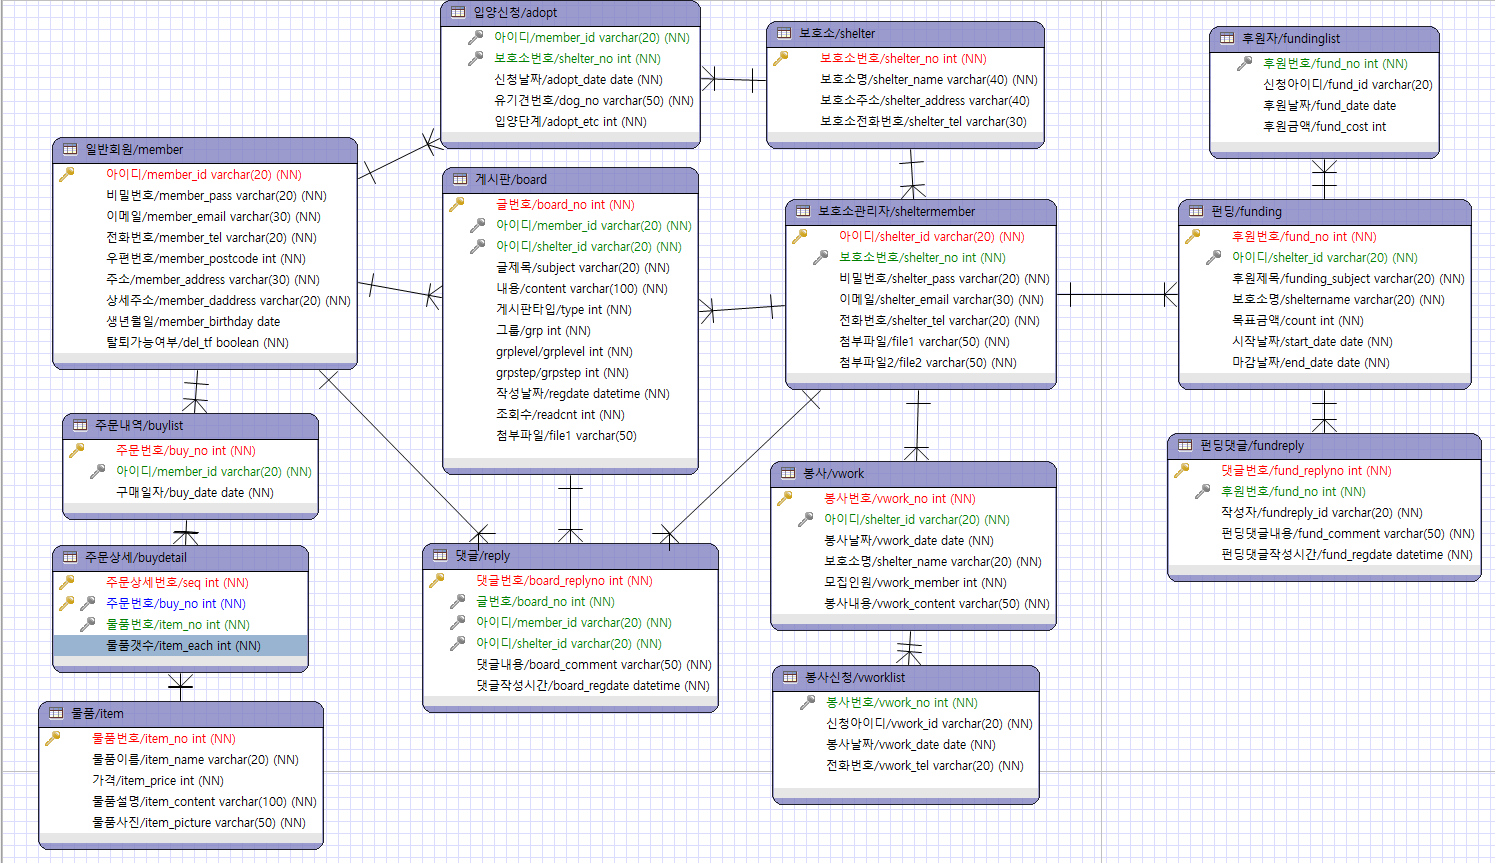 입양신청/adopt
아이디/member_id varchar(20) (NN)
보호소번호/shelter_no int (NN)
신청날짜/adopt_date date (NN)
유기견번호/dog_no varchar(50) (NN)
입양단계/adopt_etc int (NN)
보호소/shelter
보호소번호/shelter_no int (NN)
보호소명/shelter_name varchar(40) (NN)
보호소주소/shelter_address varchar(40)
보호소전화번호/shelter_tel varchar(30)
후원자/fundinglist
후원번호/fund_no int (NN)
신청아이디/fund_id varchar(20)
후원날짜/fund_date date
후원금액/fund_cost int
일반회원/member
아이디/member_id varchar(20) (NN)
비밀번호/member_pass varchar(20) (NN)
이메일/member_email varchar(30) (NN)
전화번호/member_tel varchar(20) (NN)
우편번호/member_postcode int (NN)
주소/member_address varchar(30) (NN)
상세주소/member_daddress varchar(20) (NN)
생년월일/member_birthday date
탈퇴가능여부/del_tf boolean (NN)
게시판/board
글번호/board_no int (NN)
아이디/member_id varchar(20) (NN)
아이디/shelter_id varchar(20) (NN)
글제목/subject varchar(20) (NN)
내용/content varchar(100) (NN)
게시판타입/type int (NN)
그룹/grp int (NN)
grplevel/grplevel int (NN)
grpstep/grpstep int (NN)
작성날짜/regdate datetime (NN)
조회수/readcnt int (NN)
첨부파일/file1 varchar(50)
보호소관리자/sheltermember
아이디/shelter_id varchar(20) (NN)
보호소번호/shelter_no int (NN)
비밀번호/shelter_pass varchar(20) (NN)
이메일/shelter_email varchar(30) (NN)
전화번호/shelter_tel varchar(20) (NN)
첨부파일/file1 varchar(50) (NN)
첨부파일2/file2 varchar(50) (NN)
펀딩/funding
후원번호/fund_no int (NN)
아이디/shelter_id varchar(20) (NN)
후원제목/funding_subject varchar(20) (NN)
보호소명/sheltername varchar(20) (NN)
목표금액/count int (NN)
시작날짜/start_date date (NN)
마감날짜/end_date date (NN)
주문내역/buylist
주문번호/buy_no int (NN)
아이디/member_id varchar(20) (NN)
구매일자/buy_date date (NN)
주문상세/buydetail
주문상세번호/seq int (NN)
주문번호/buy_no int (NN)
물품번호/item_no int (NN)
물품갯수/item_each int (NN)
물품/item
물품번호/item_no int (NN)
물품이름/item_name varchar(20) (NN)
가격/item_price int (NN)
물품설명/item_content varchar(100) (NN)
물품사진/item_picture varchar(50) (NN)
댓글/reply
댓글번호/board_replyno int (NN)
글번호/board_no int (NN)
아이디/member_id varchar(20) (NN)
아이디/shelter_id varchar(20) (NN)
댓글내용/board_comment varchar(50) (NN)
댓글작성시간/board_regdate datetime (NN)
봉사/vwork
봉사번호/vwork_no int (NN)
아이디/shelter_id varchar(20) (NN)
봉사날짜/vwork_date date (NN)
보호소명/shelter_name varchar(20) (NN)
모집인원/vwork_member int (NN)
봉사내용/vwork_content varchar(50) (NN)
봉사신청/vworklist
봉사번호/vwork_no int (NN)
신청아이디/vwork_id varchar(20) (NN)
봉사날짜/vwork_date date (NN)
전화번호/vwork_tel varchar(20) (NN)
펀딩댓글/fundreply
댓글번호/fund_replyno int (NN)
후원번호/fund_no int (NN)
작성자/fundreply_id varchar(20) (NN)
펀딩댓글내용/fund_comment varchar(50) (NN)
펀딩댓글작성시간/fund_regdate datetime (NN)